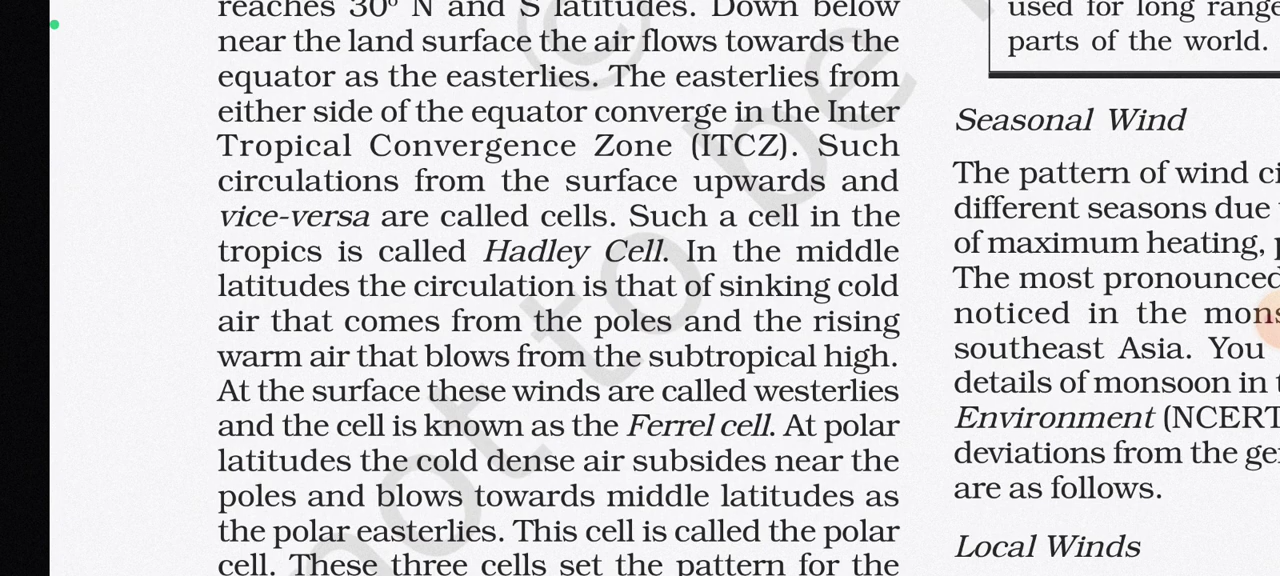 reaches 30⁰ N and S latitudes. Down below
near the land surface the air flows towards the
equator as the easterlies. The easterlies from
either side of the equator converge in the Inter
Tropical Convergence Zone (ITCZ). Such
circulations from the surface upwards and
vice-versa are called cells. Such a cell in the
tropics is called Hadley Cell. In the middle
latitudes the circulation is that of sinking cold
air that comes from the poles and the rising
warm air that blows from the subtropical high.
At the surface these winds are called westerlies
and the cell is known as the Ferrel cell. At polar
latitudes the cold dense air subsides near the
poles and blows towards middle latitudes as
the polar easterlies. This cell is called the polar
cell. These three cells set the pattern for the
used for long range
parts of the world.
Seasonal Wind
The pattern of wind ci
different seasons due
of maximum heating, p
The most pronounced
noticed in the mons
southeast Asia. You
details of monsoon in t
Environment (NCERT
deviations from the ge
are as follows.
Local Winds
©
not to be